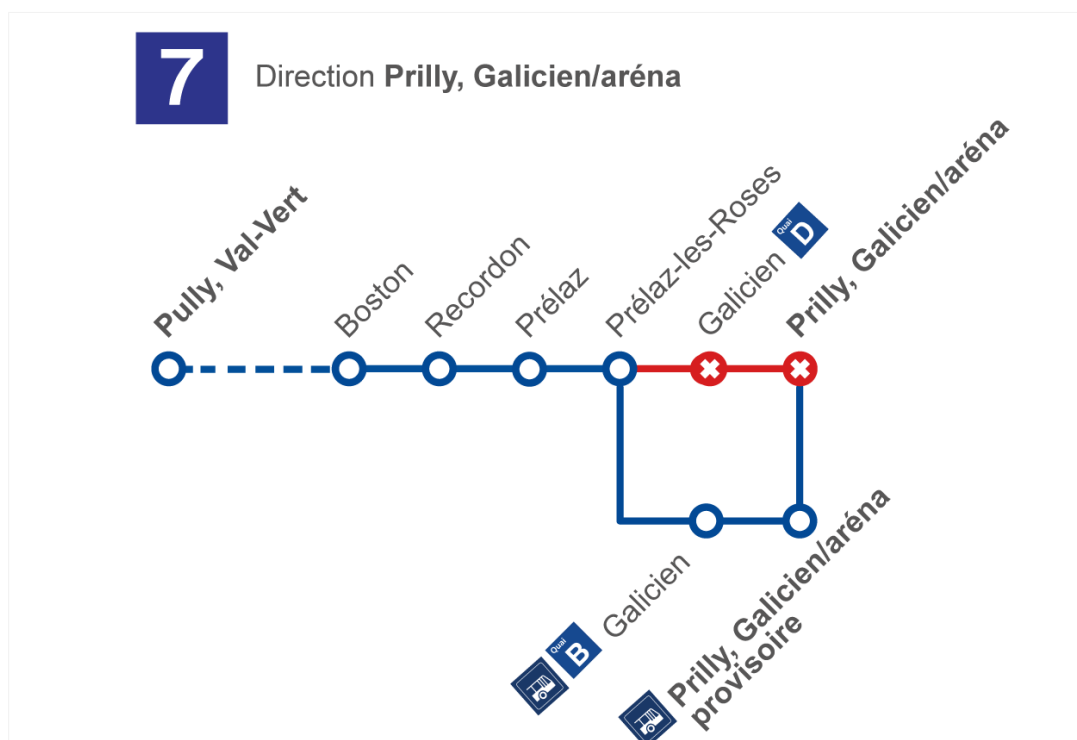 7
Direction Prilly, Galicien/aréna
Pully, Val-Vert
Boston
Recordon
Prélaz
Prélaz-les-Roses
Galicien
Quai
D
Prilly, Galicien/aréna
Quai
B
Galicien
Prilly, Galicien/aréna
provisoire